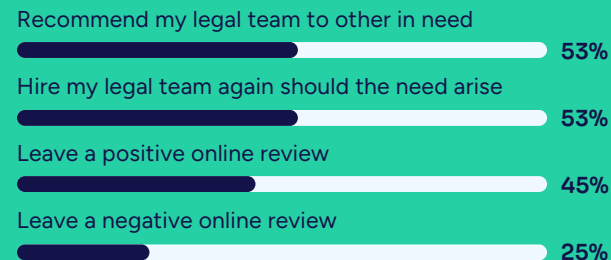 Recommend my legal team to other in need
53%
Hire my legal team again should the need arise
53%
Leave a positive online review
45%
Leave a negative online review
25%